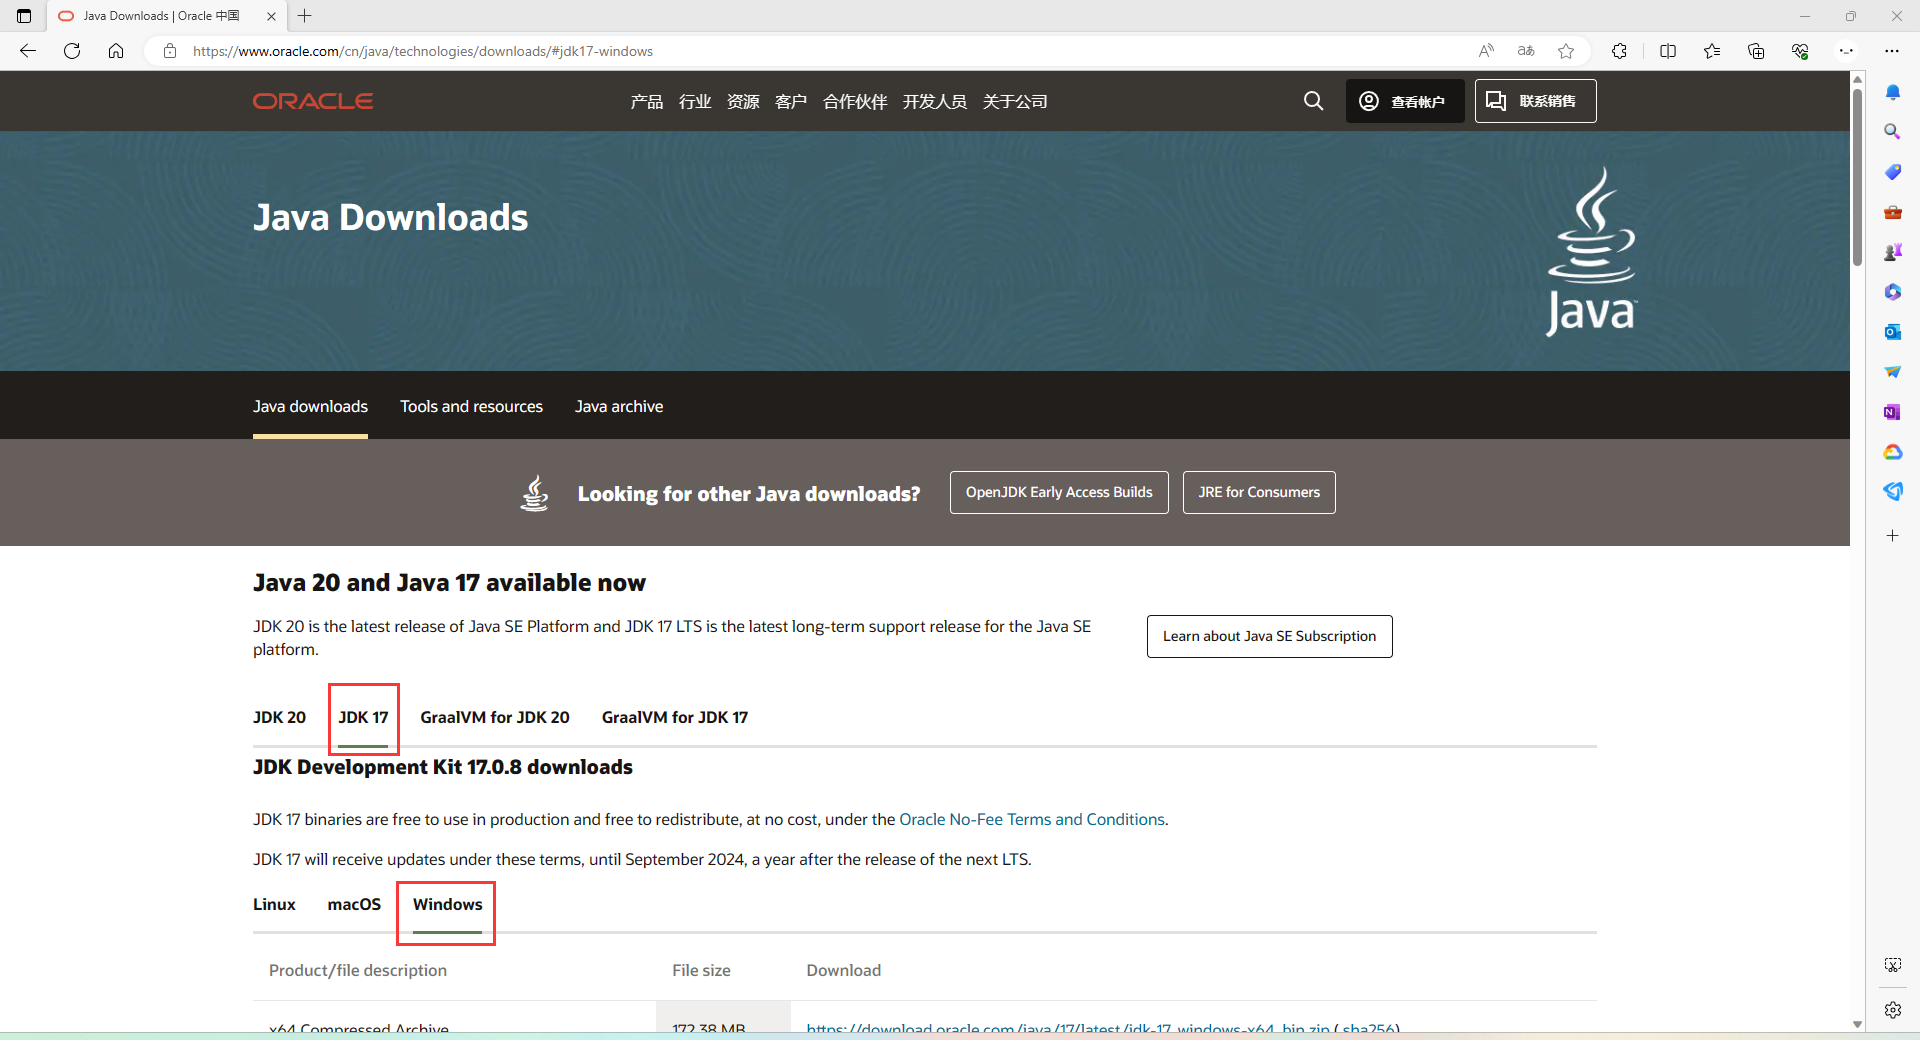 Java Downloads | Oracle 中国
https://www.oracle.com/cn/java/technologies/downloads/#jdk17-windows
ORACLE
产品 行业 资源 客户 合作伙伴 开发人员 关于公司
查看帐户
联系销售
Java Downloads
Java
Java downloads Tools and resources Java archive
Looking for other Java downloads?
OpenJDK Early Access Builds
JRE for Consumers
Java 20 and Java 17 available now
JDK 20 is the latest release of Java SE Platform and JDK 17 LTS is the latest long-term support release for the Java SE
platform.
Learn about Java SE Subscription
JDK 20 JDK 17 GraalVM for JDK 20 GraalVM for JDK 17
JDK Development Kit 17.0.8 downloads
JDK 17 binaries are free to use in production and free to redistribute, at no cost, under the Oracle No-Fee Terms and Conditions.
JDK 17 will receive updates under these terms, until September 2024, a year after the release of the next LTS.
Linux macOS Windows
Product/file description File size Download
x64 Compressed Archive 172.38 MB https://download.oracle.com/java/17/latest/jdk-17_windows-x64_bin.zip ( sha256)